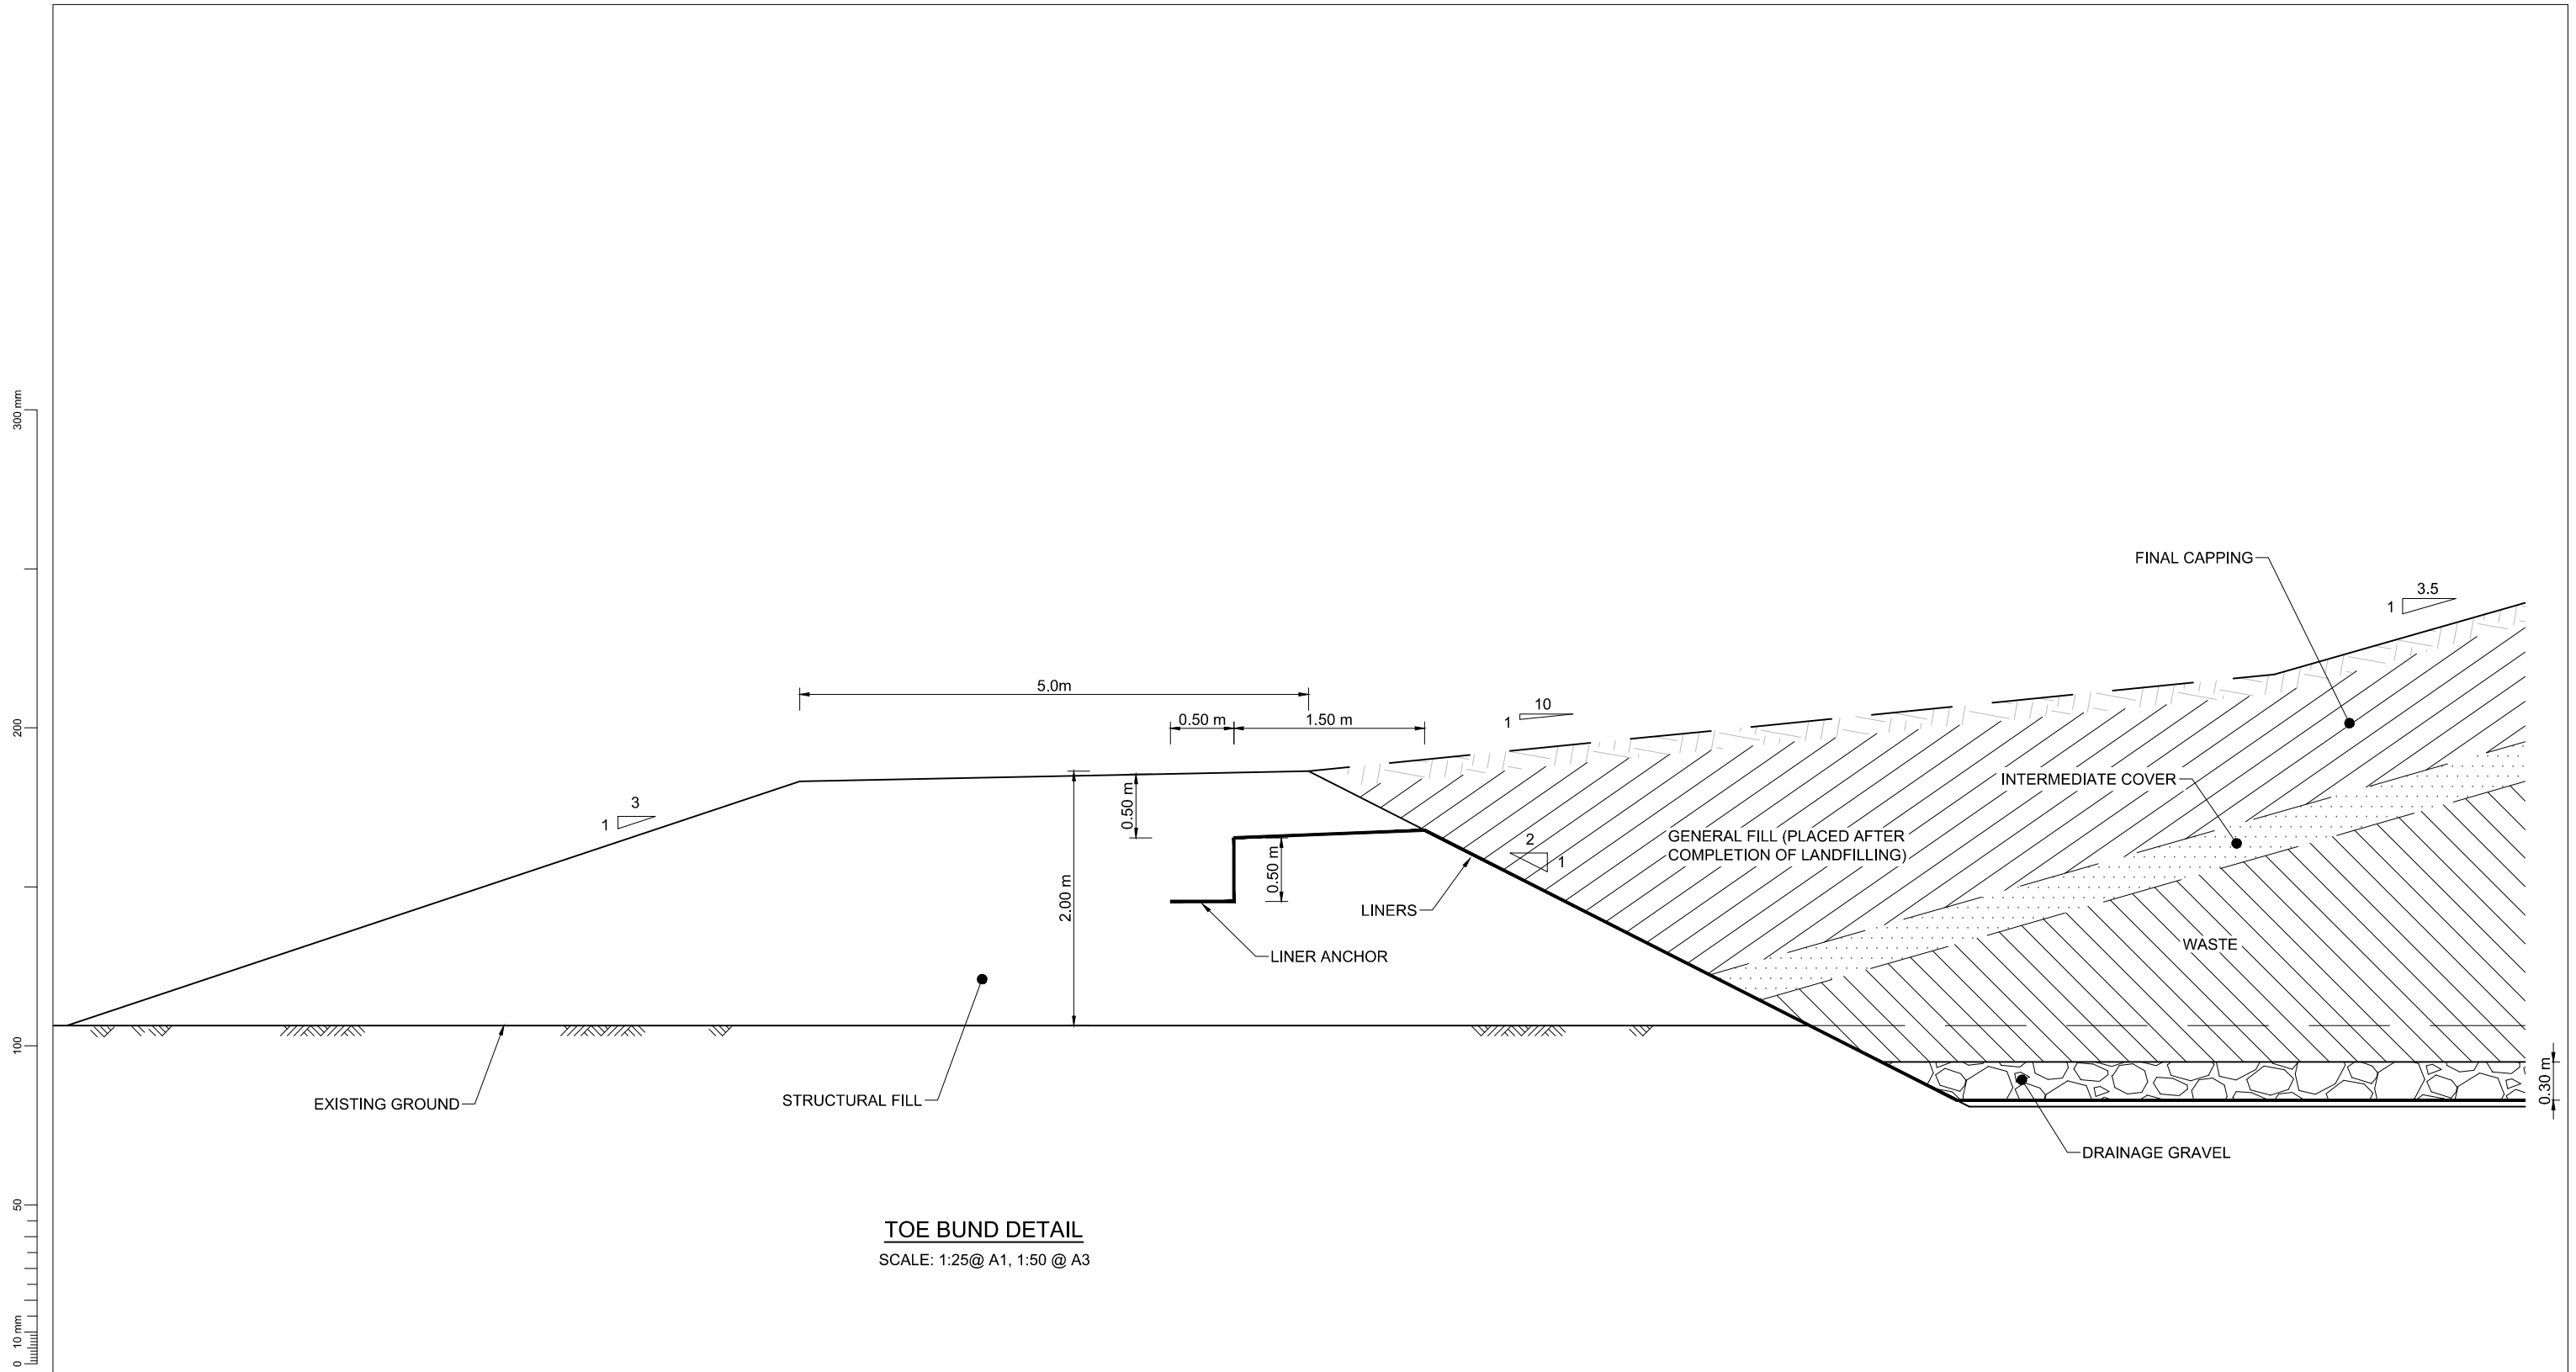 300 mm
200
100
50
10 mm
0
FINAL CAPPING
3.5
1
5.0m
10
1
0.50 m
1.50 m
INTERMEDIATE COVER
3
1
0.50 m
GENERAL FILL (PLACED AFTER
COMPLETION OF LANDFILLING)
2
1
0.50 m
2.00 m
LINERS
WASTE
LINER ANCHOR
0.30 m
EXISTING GROUND
STRUCTURAL FILL
DRAINAGE GRAVEL
TOE BUND DETAIL
SCALE: 1:25@ A1, 1:50 @ A3